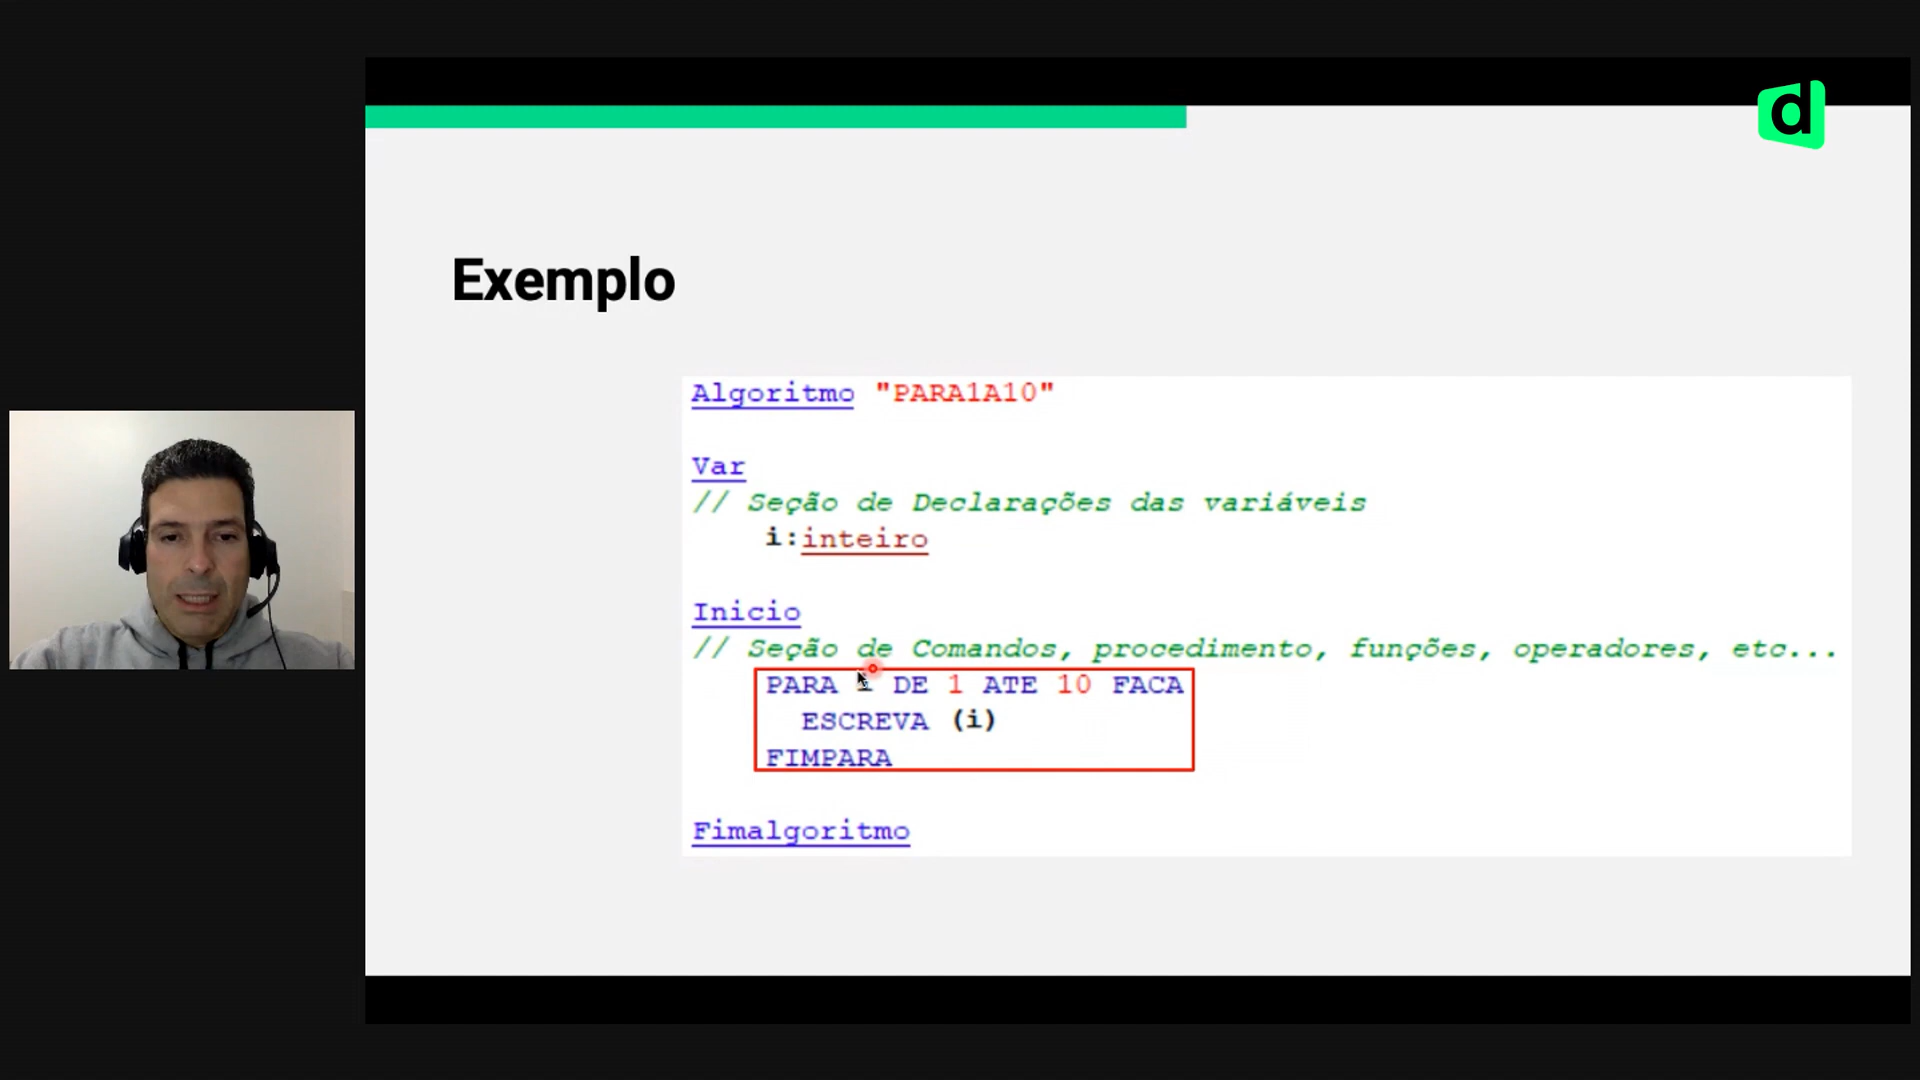 d
Exemplo
Algoritmo "PARA1A10"
Var
// Seção de Declarações das variáveis
i:inteiro
Inicio
// Seção de Comandos, procedimento, funções, operadores, etc...
PARA i DE 1 ATE 10 FACA
ESCREVA (i)
FIMPARA
Fimalgoritmo